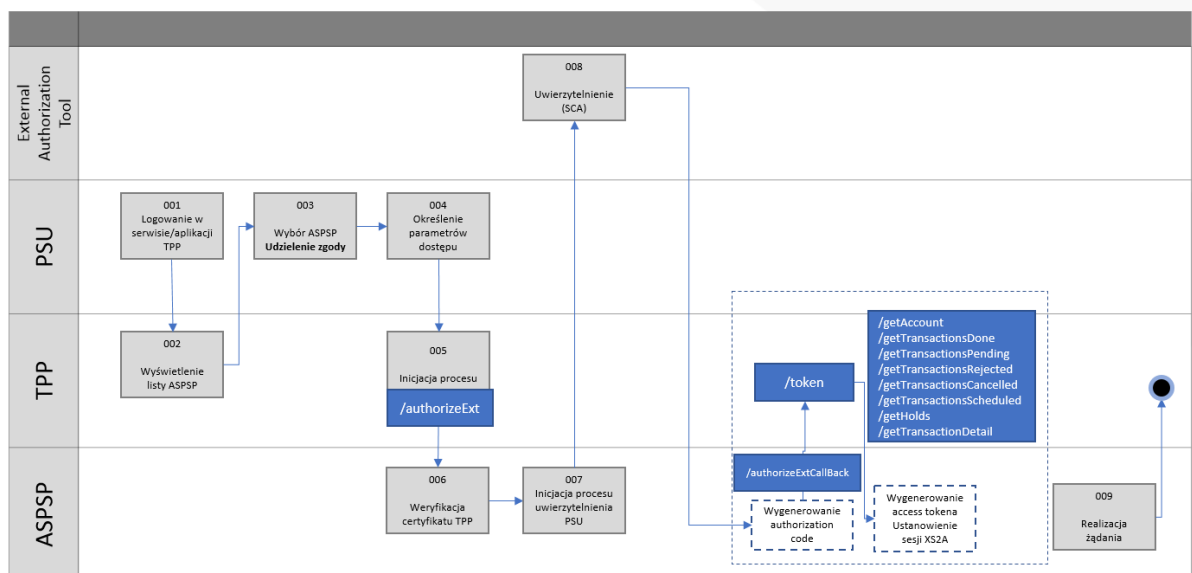 External
Authorization
Tool
008
Uwierzytelnienie
(SCA)
PSU
001
Logowanie w
serwisie/aplikacji
TPP
003
Wybór ASPSP
Udzielenie zgody
004
Określenie
parametrów
dostępu
TPP
002
Wyświetlenie
listy ASPSP
005
Inicjacja procesu
/authorizeExt
/token
/getAccount
/getTransactionsDone
/getTransactionsPending
/getTransactionsRejected
/getTransactionsCancelled
/getTransactionsScheduled
/getHolds
/getTransactionDetail
ASPSP
006
Weryfikacja
certyfikatu TPP
007
Inicjacja procesu
uwierzytelnienia
PSU
/authorizeExtCallBack
Wygenerowanie
authorization
code
Wygenerowanie
access tokena
Ustanowienie
sesji XS2A
009
Realizacja
żądania